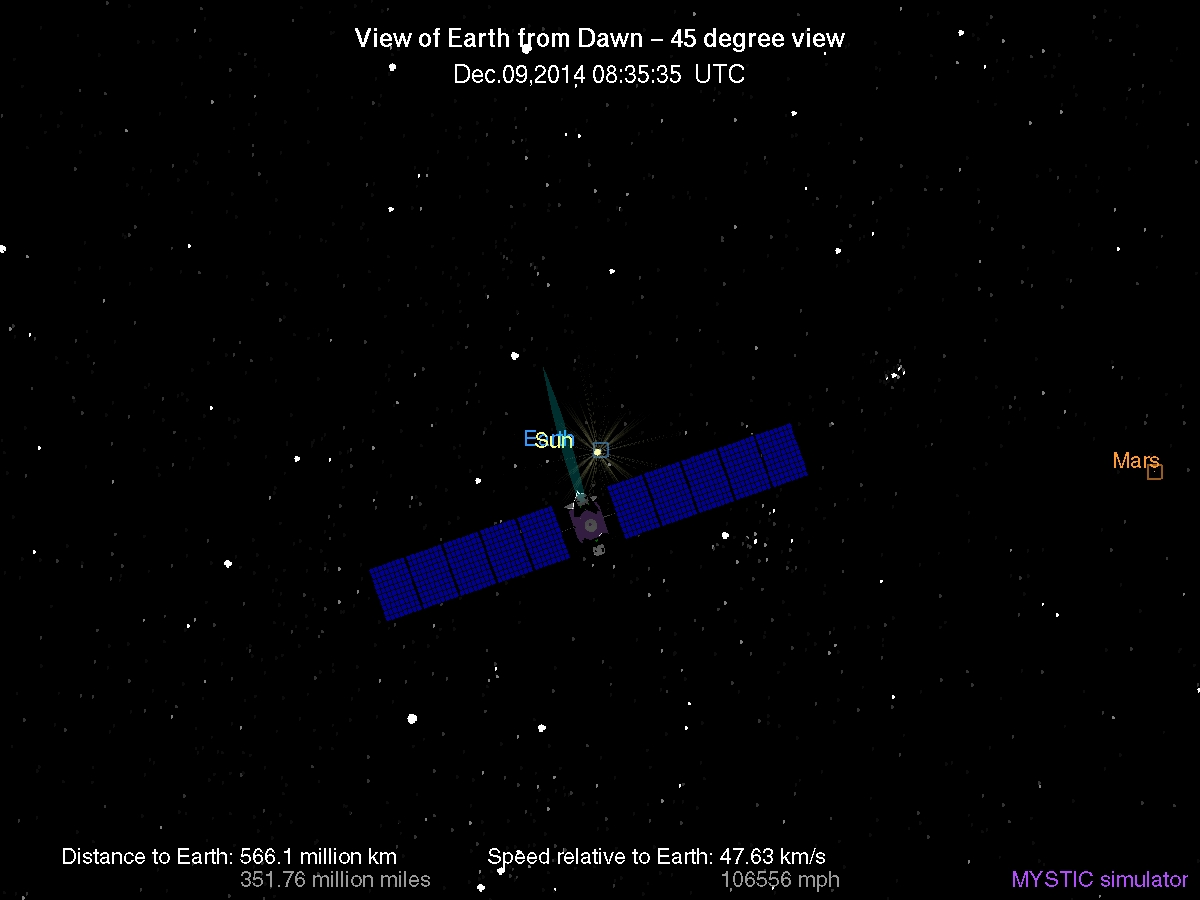 View of Earth from Dawn – 45 degree view
Dec.09,2014 08:35:35 UTC
Earth
Sun
Mars
Distance to Earth: 566.1 million km
351.76 million miles
Speed relative to Earth: 47.63 km/s
106556 mph
MYSTIC simulator